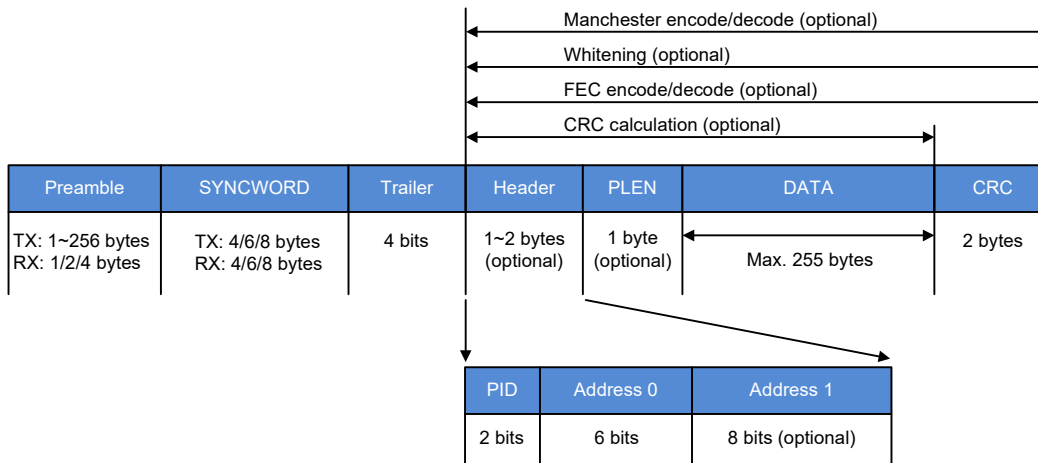 Manchester encode/decode (optional)
Whitening (optional)
FEC encode/decode (optional)
CRC calculation (optional)
Preamble SYNCWORD Trailer Header PLEN DATA CRC
TX: 1~256 bytes TX: 4/6/8 bytes 4 bits 1~2 bytes 1 byte 2 bytes
RX: 1/2/4 bytes RX: 4/6/8 bytes (optional) (optional) Max. 255 bytes
PID Address 0 Address 1
2 bits 6 bits 8 bits (optional)